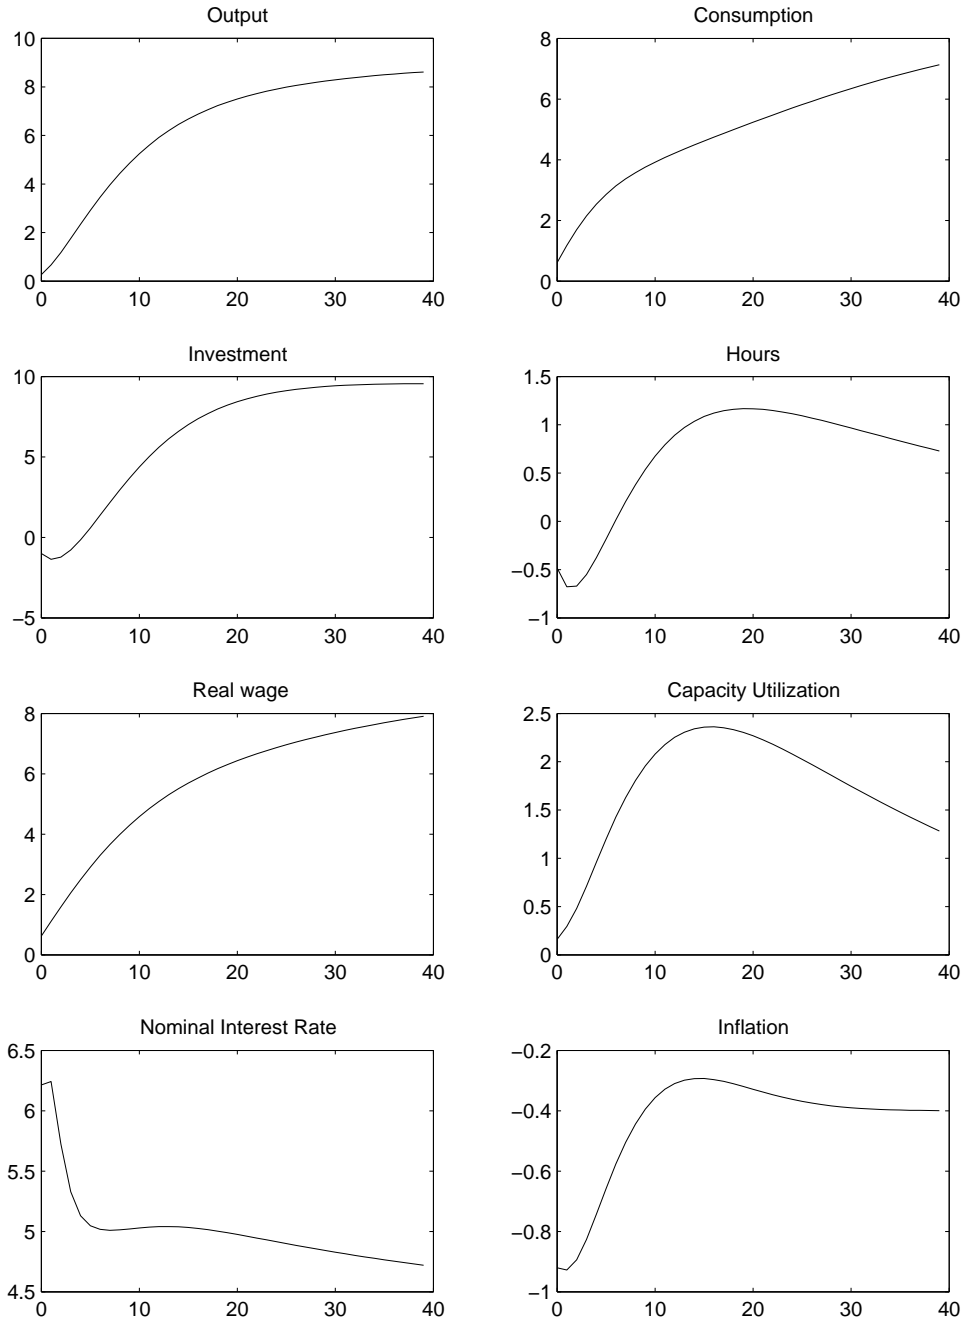 Output
10
8
6
4
2
0
0 10 20 30 40
Consumption
8
6
4
2
0
0 10 20 30 40
Investment
10
5
0
−5
0 10 20 30 40
Hours
1.5
1
0.5
0
−0.5
−1
0 10 20 30 40
Real wage
8
6
4
2
0
0 10 20 30 40
Capacity Utilization
2.5
2
1.5
1
0.5
0
0 10 20 30 40
Nominal Interest Rate
6.5
6
5.5
5
4.5
0 10 20 30 40
Inflation
−0.2
−0.4
−0.6
−0.8
−1
0 10 20 30 40